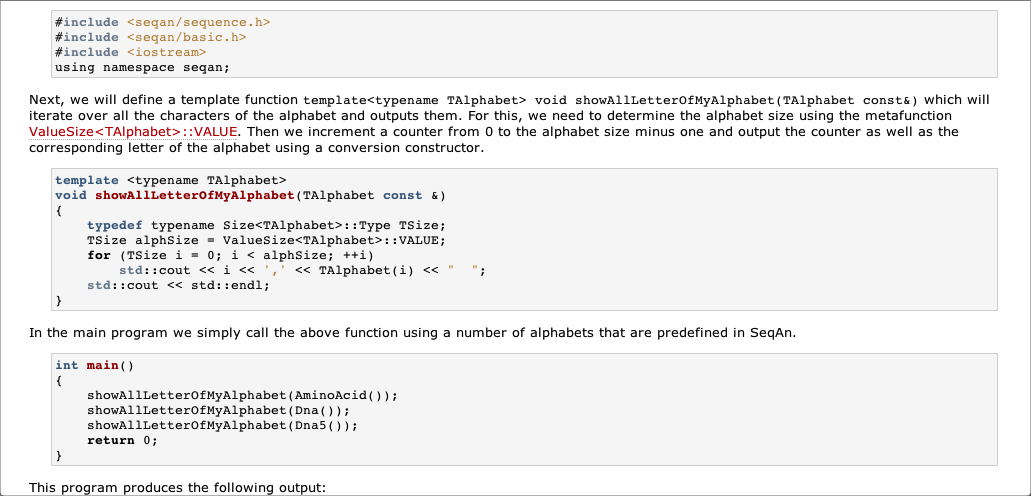 #include <seqan/sequence.h>
#include <seqan/basic.h>
#include <iostream>
using namespace seqan;
Next, we will define a template function template<typename TAlphabet> void showAllLetterOfMyAlphabet(TAlphabet const&) which will
iterate over all the characters of the alphabet and outputs them. For this, we need to determine the alphabet size using the metafunction
ValueSize<TAlphabet>::VALUE. Then we increment a counter from 0 to the alphabet size minus one and output the counter as well as the
corresponding letter of the alphabet using a conversion constructor.
template <typename TAlphabet>
void showAllLetterOfMyAlphabet(TAlphabet const &)
{
    typedef typename Size<TAlphabet>::Type TSize;
    TSize alphSize = ValueSize<TAlphabet>::VALUE;
    for (TSize i = 0; i < alphSize; ++i)
        std::cout << i << ',' << TAlphabet(i) << "  ";
    std::cout << std::endl;
}
In the main program we simply call the above function using a number of alphabets that are predefined in SeqAn.
int main()
{
    showAllLetterOfMyAlphabet(AminoAcid());
    showAllLetterOfMyAlphabet(Dna());
    showAllLetterOfMyAlphabet(Dna5());
    return 0;
}
This program produces the following output: